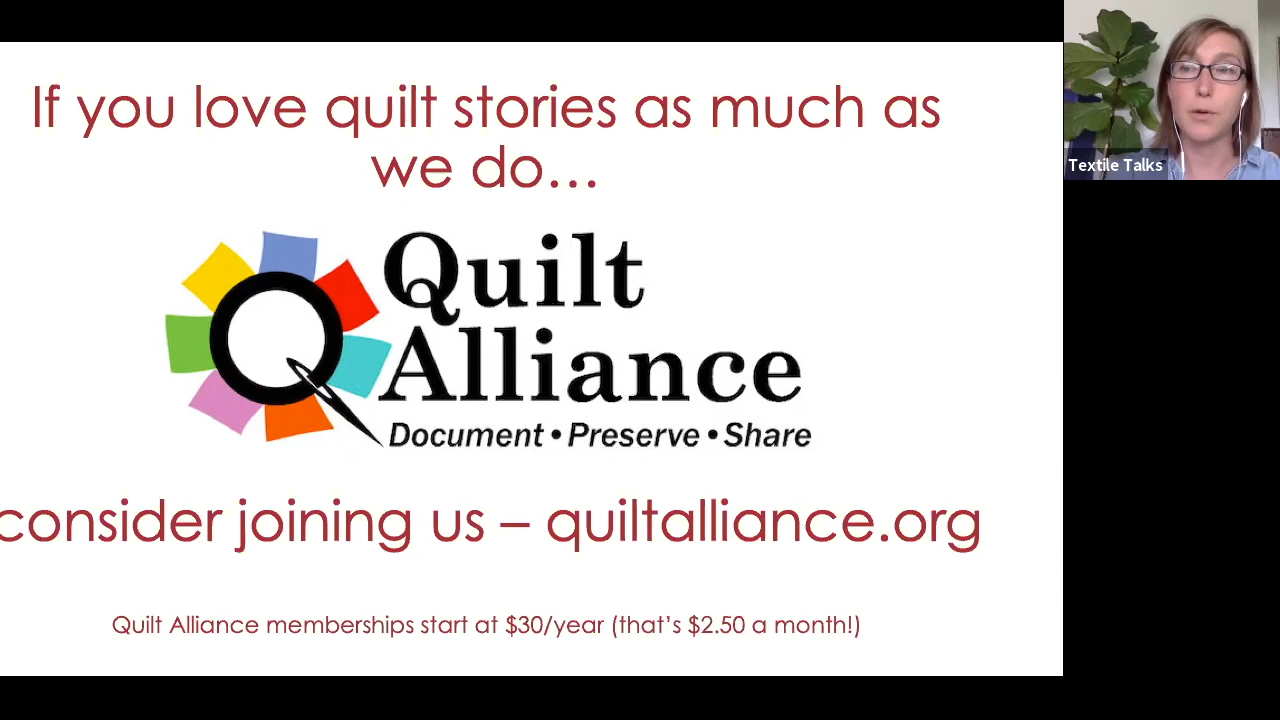 If you love quilt stories as much as
we do…
Quilt
Alliance
Document • Preserve • Share
consider joining us – quiltalliance.org
Quilt Alliance memberships start at $30/year (that's $2.50 a month!)
Textile Talks